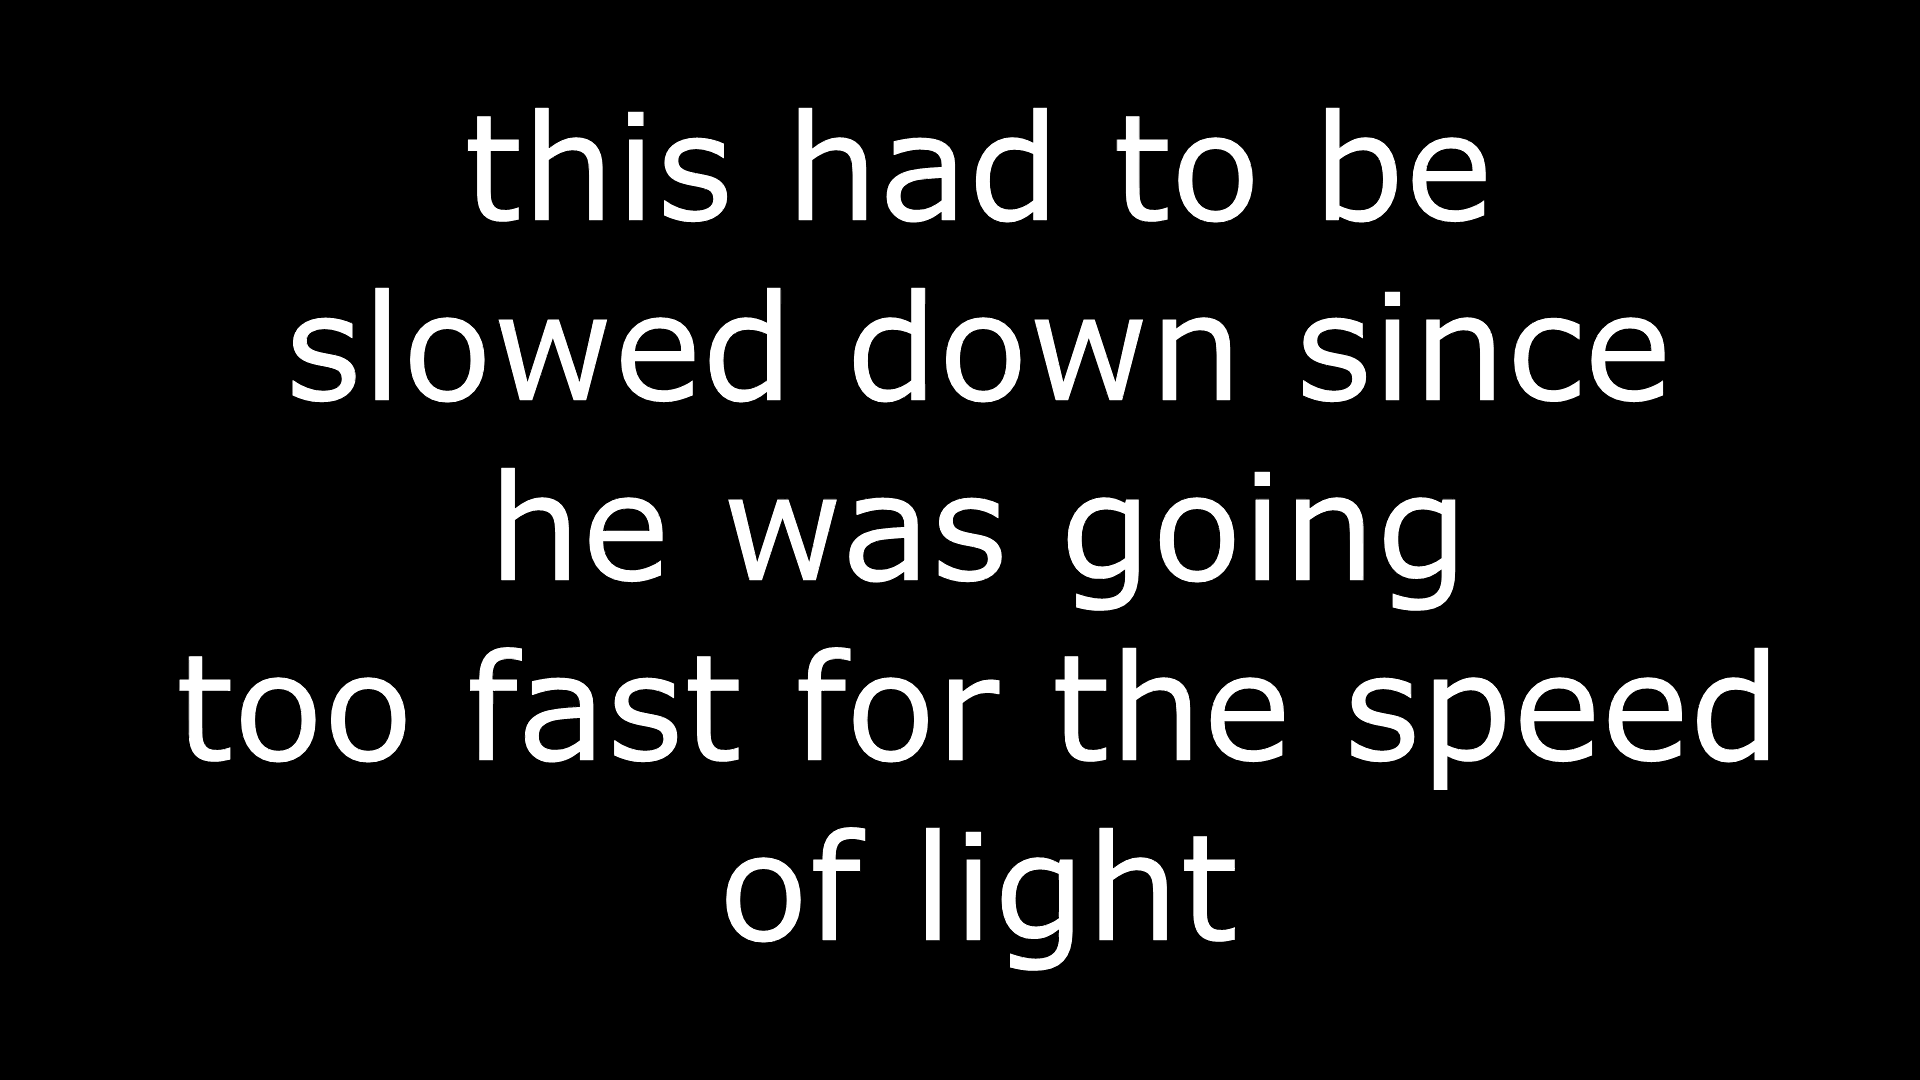 this had to be
slowed down since
he was going
too fast for the speed
of light